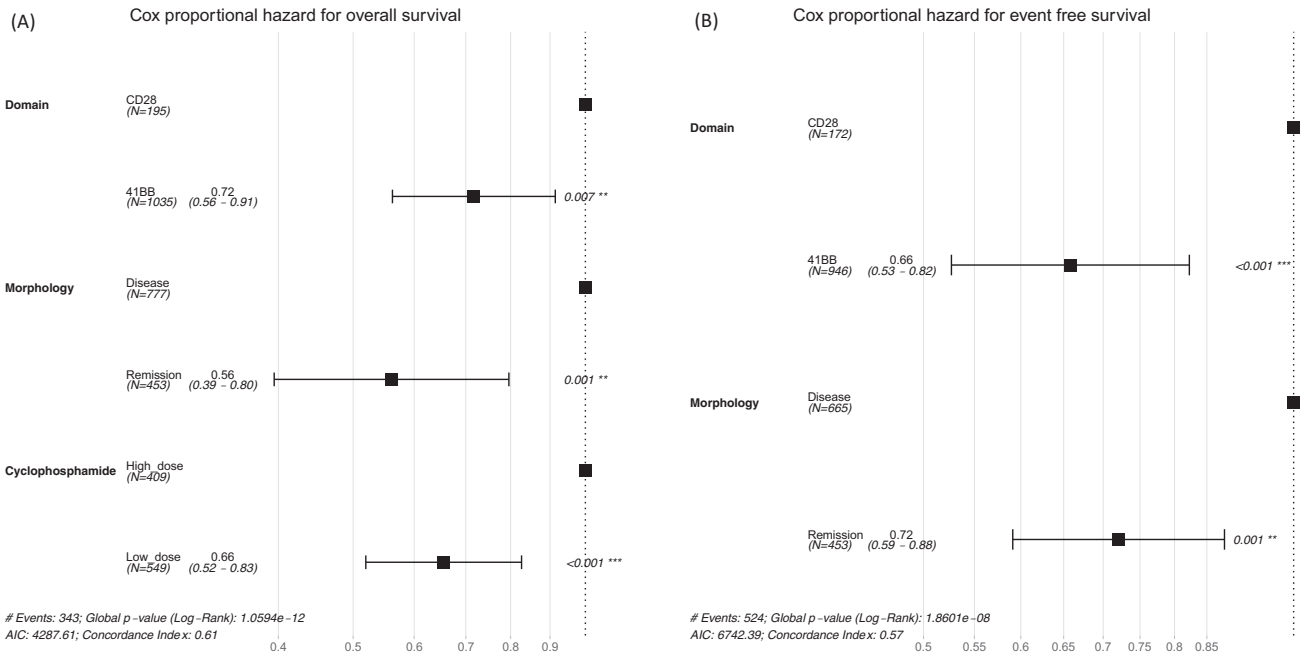 (A)
Cox proportional hazard for overall survival
Domain
CD28
(N=195)
41BB 0.72
(N=1035) (0.56 – 0.91)
0.007 **
Morphology
Disease
(N=777)
Remission 0.56
(N=453) (0.39 – 0.80)
0.001 **
Cyclophosphamide
High_dose
(N=409)
Low_dose 0.66
(N=549) (0.52 – 0.83)
<0.001 ***
# Events: 343; Global p−value (Log−Rank): 1.0594e−12
AIC: 4287.61; Concordance Index: 0.61
0.4 0.5 0.6 0.7 0.8 0.9
(B)
Cox proportional hazard for event free survival
Domain
CD28
(N=172)
41BB 0.66
(N=946) (0.53 – 0.82)
<0.001 ***
Morphology
Disease
(N=665)
Remission 0.72
(N=453) (0.59 – 0.88)
0.001 **
# Events: 524; Global p−value (Log−Rank): 1.8601e−08
AIC: 6742.39; Concordance Index: 0.57
0.5 0.55 0.6 0.65 0.7 0.75 0.8 0.85